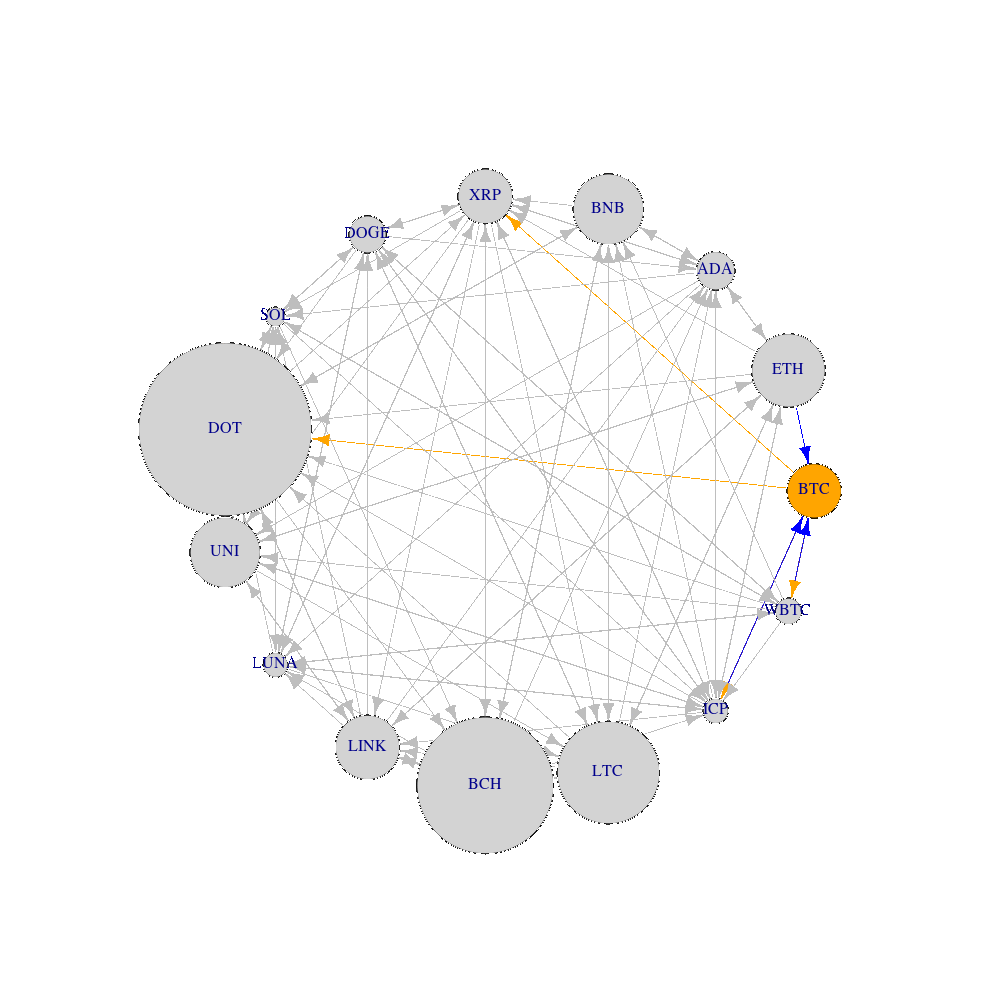 XRP
BNB
DOGE
ADA
SOL
ETH
DOT
BTC
UNI
WBTC
LUNA
ICP
LINK
LTC
BCH